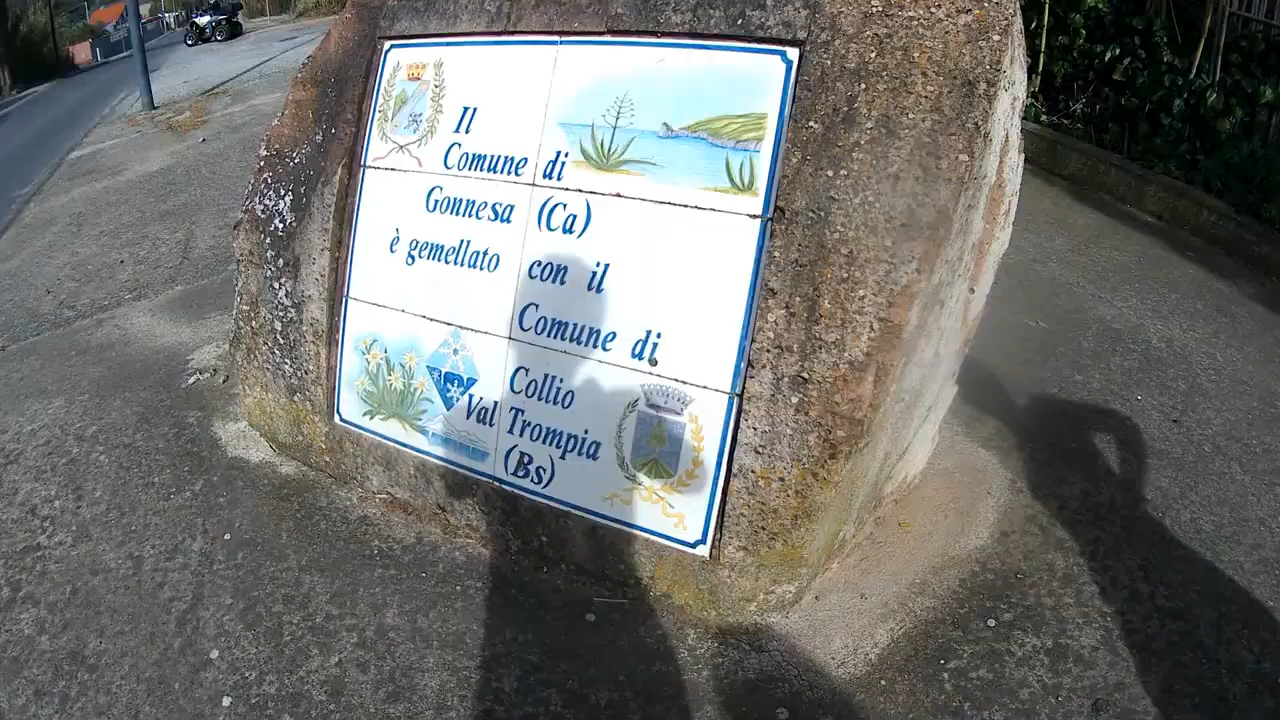 Il
Comune di
Gonnesa (Ca)
è gemellato con il
Comune di
Collio
Val Trompia
(Bs)